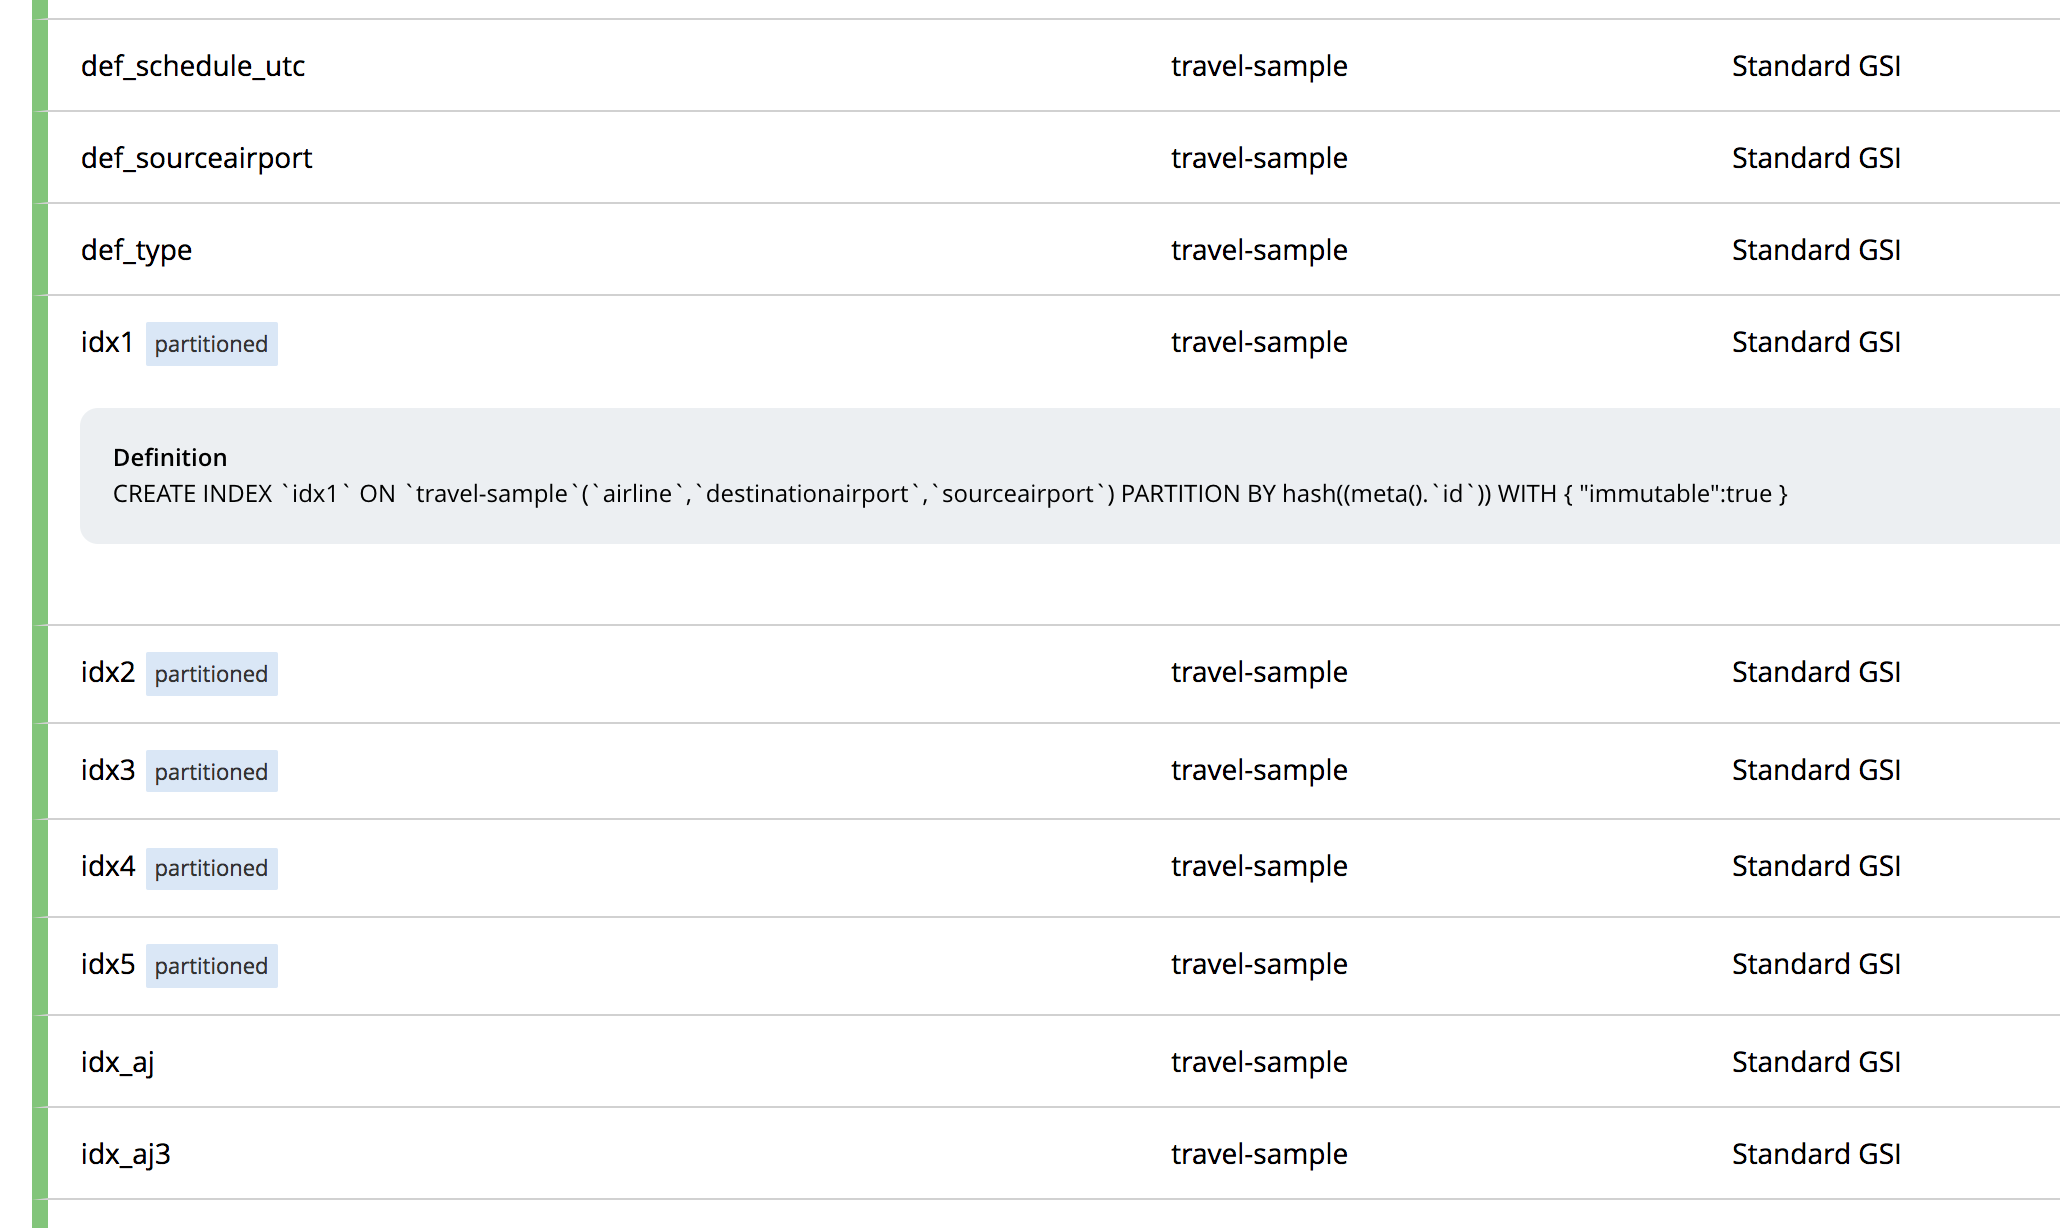 def_schedule_utc travel-sample Standard GSI
def_sourceairport travel-sample Standard GSI
def_type travel-sample Standard GSI
idx1 partitioned travel-sample Standard GSI
Definition
CREATE INDEX `idx1` ON `travel-sample`(`airline`,`destinationairport`,`sourceairport`) PARTITION BY hash((meta().`id`)) WITH { "immutable":true }
idx2 partitioned travel-sample Standard GSI
idx3 partitioned travel-sample Standard GSI
idx4 partitioned travel-sample Standard GSI
idx5 partitioned travel-sample Standard GSI
idx_aj travel-sample Standard GSI
idx_aj3 travel-sample Standard GSI